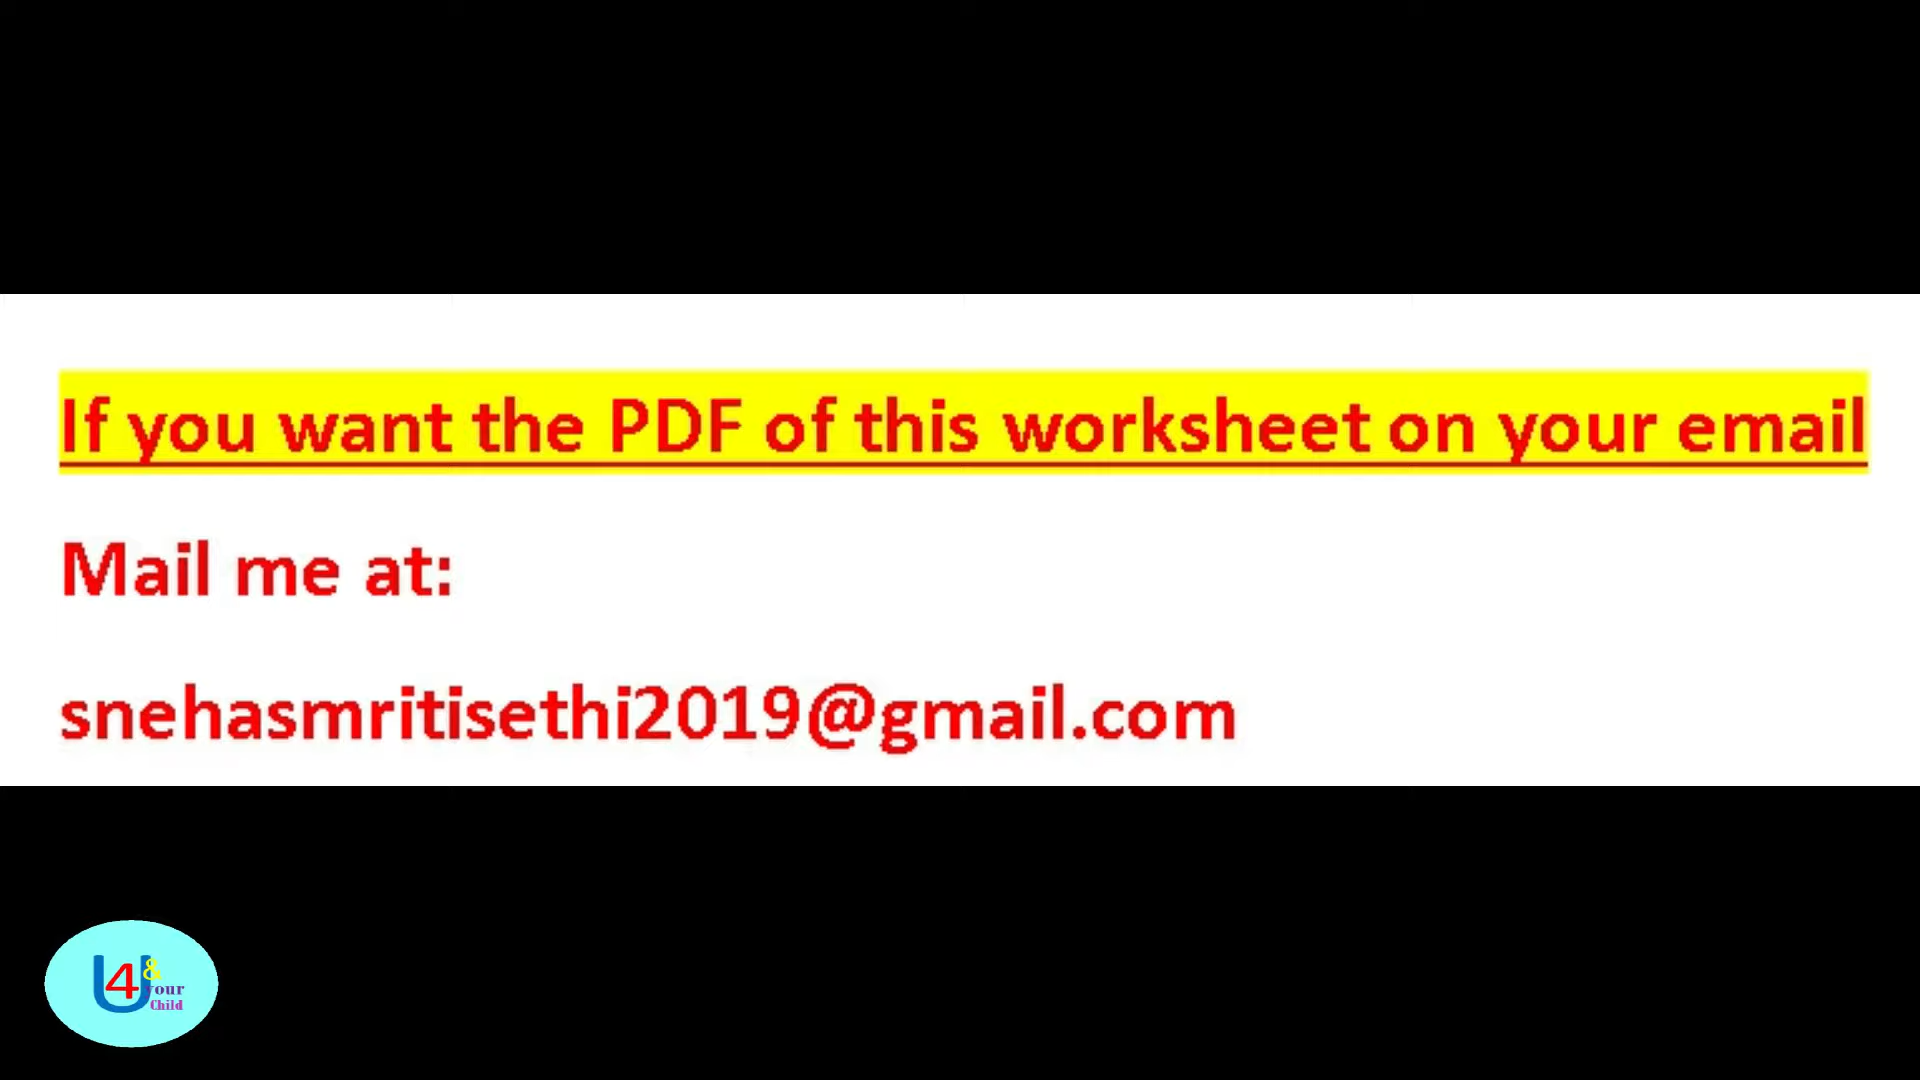 If you want the PDF of this worksheet on your email
Mail me at:
snehasmritisethi2019@gmail.com
U4&
your
Child